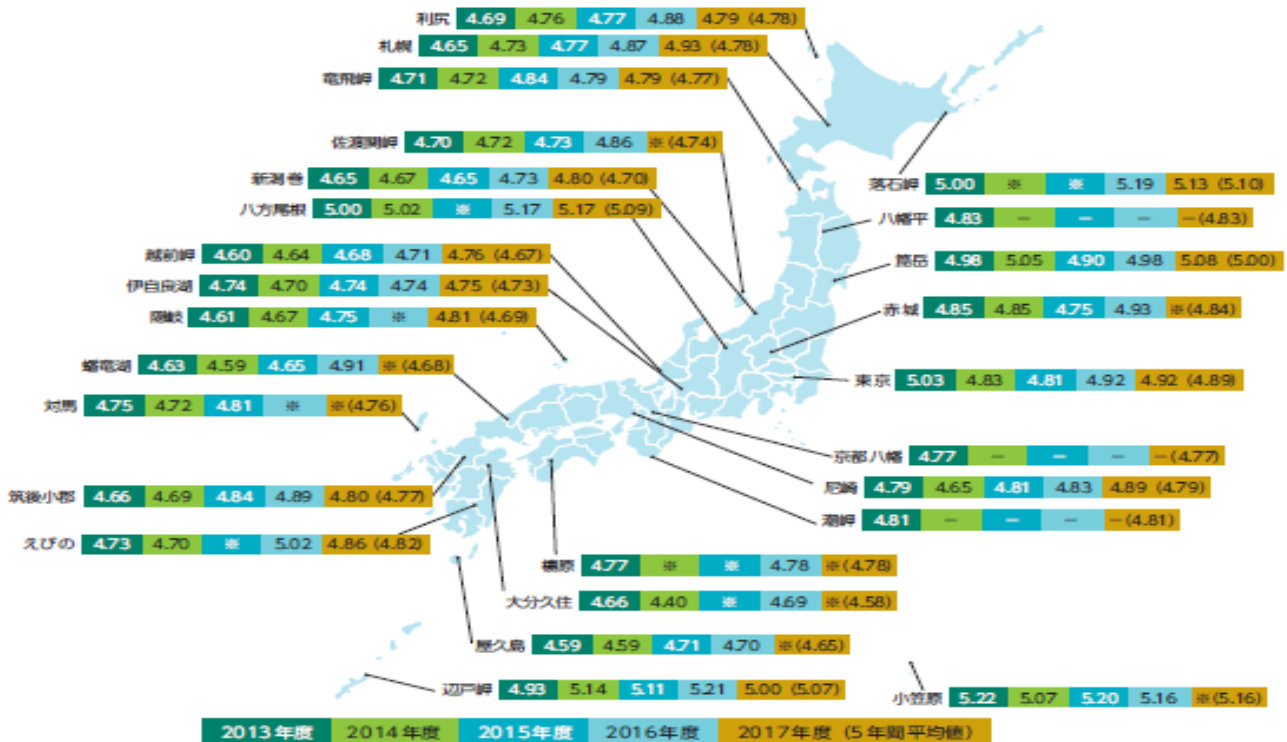 利尻 4.69 4.76 4.77 4.88 4.79 (4.78)
札幌 4.65 4.73 4.77 4.87 4.93 (4.78)
竜飛岬 4.71 4.72 4.84 4.79 4.79 (4.77)
佐渡関岬 4.70 4.72 4.73 4.86 ※(4.74)
新潟巻 4.65 4.67 4.65 4.73 4.80 (4.70)
八方尾根 5.00 5.02 ※ 5.17 5.17 (5.09)
越前岬 4.60 4.64 4.68 4.71 4.76 (4.67)
伊自良湖 4.74 4.70 4.74 4.74 4.75 (4.73)
隠岐 4.61 4.67 4.75 ※ 4.81 (4.69)
蟠竜湖 4.63 4.59 4.65 4.91 ※(4.68)
対馬 4.75 4.72 4.81 ※ ※(4.76)
筑後小郡 4.66 4.69 4.84 4.89 4.80 (4.77)
えびの 4.73 4.70 ※ 5.02 4.86 (4.82)
落石岬 5.00 ※ ※ 5.19 5.13 (5.10)
八幡平 4.83 － － － －(4.83)
箟岳 4.98 5.05 4.90 4.98 5.08 (5.00)
赤城 4.85 4.85 4.75 4.93 ※(4.84)
東京 5.03 4.83 4.81 4.92 4.92 (4.89)
京都八幡 4.77 － － － －(4.77)
尼崎 4.79 4.65 4.81 4.83 4.89 (4.79)
潮岬 4.81 － － － －(4.81)
檮原 4.77 ※ ※ 4.78 ※(4.78)
大分久住 4.66 4.40 ※ 4.69 ※(4.58)
屋久島 4.59 4.59 4.71 4.70 ※(4.65)
辺戸岬 4.93 5.14 5.11 5.21 5.00 (5.07)
小笠原 5.22 5.07 5.20 5.16 ※(5.16)
2013年度 2014年度 2015年度 2016年度 2017年度 (5年間平均値)